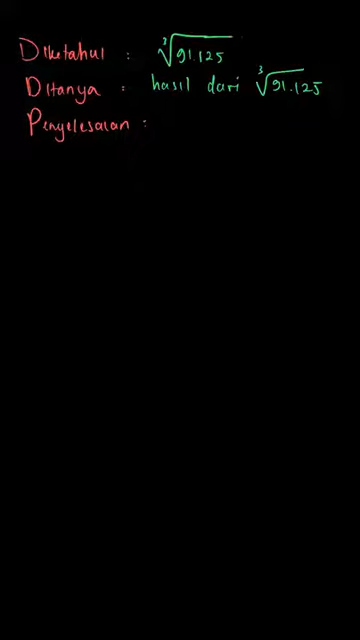 Diketahui : ∛91.125
Ditanya : hasil dari ∛91.125
Penyelesaian :